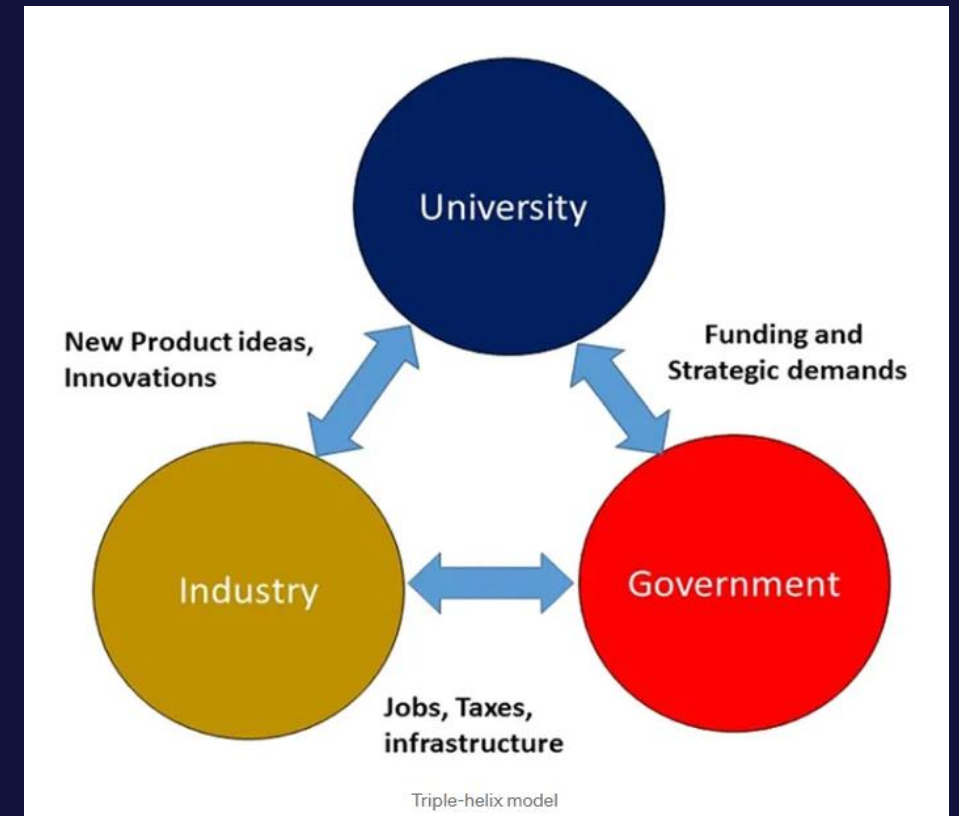 University
New Product ideas,
Innovations
Funding and
Strategic demands
Industry
Government
Jobs, Taxes,
infrastructure
Triple-helix model